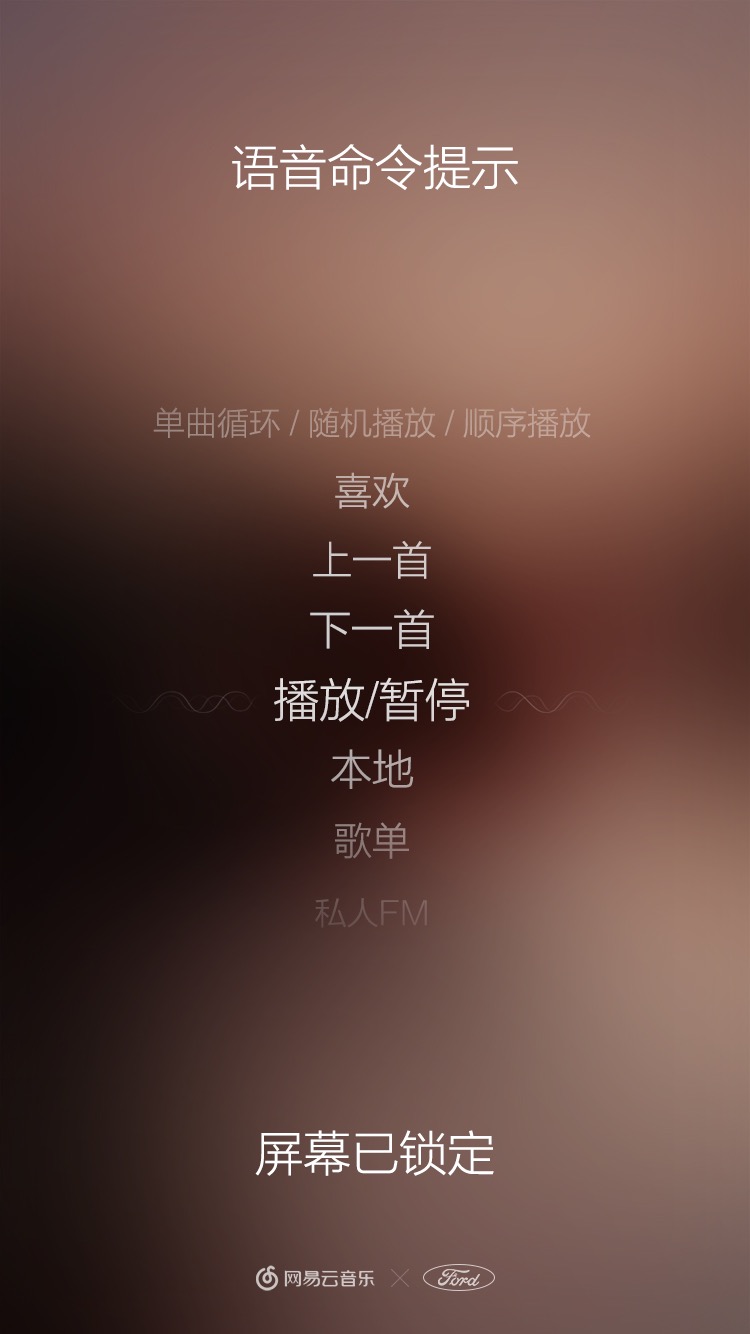 语音命令提示
单曲循环 / 随机播放 / 顺序播放
喜欢
上一首
下一首
播放/暂停
本地
歌单
私人FM
屏幕已锁定
网易云音乐 × Ford